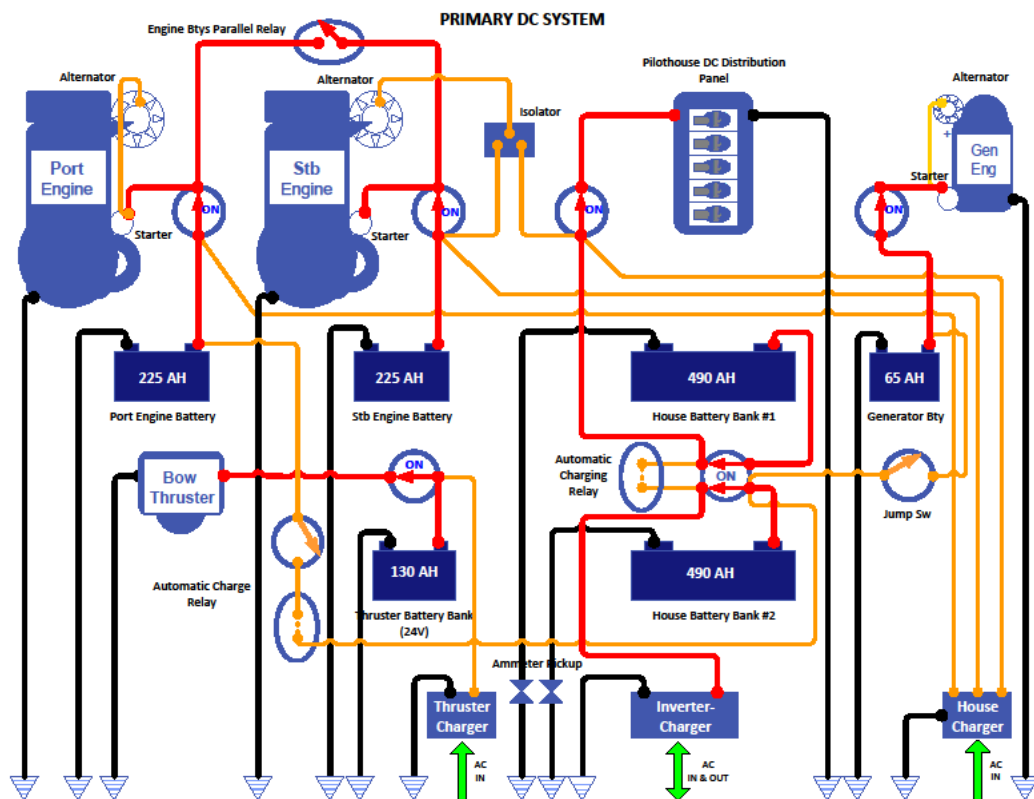 PRIMARY DC SYSTEM
Engine Btys Parallel Relay
Alternator
Alternator
Isolator
Pilothouse DC Distribution
Panel
Alternator
+
Port
Engine
Stb
Engine
Gen
Eng
Starter
ON
Starter
ON
ON
Starter
ON
225 AH
Port Engine Battery
225 AH
Stb Engine Battery
490 AH
House Battery Bank #1
65 AH
Generator Bty
Bow
Thruster
ON
Automatic
Charging
Relay
ON
Jump Sw
Automatic Charge
Relay
130 AH
Thruster Battery Bank
(24V)
490 AH
House Battery Bank #2
Ammeter Pickup
Thruster
Charger
Inverter-
Charger
House
Charger
AC
IN
AC
IN & OUT
AC
IN